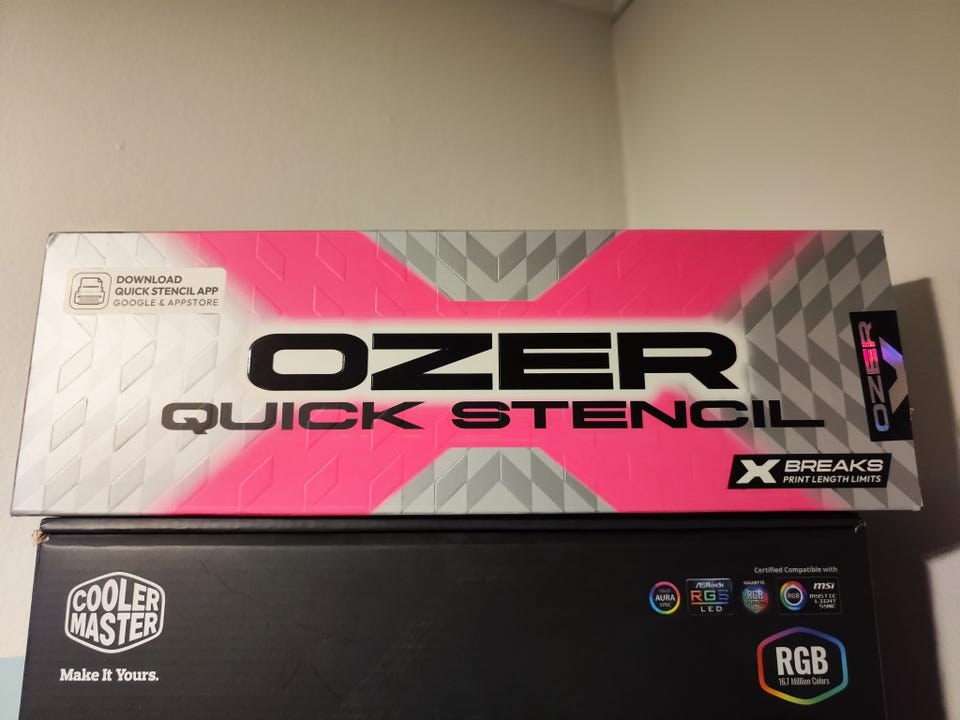 DOWNLOAD
QUICK STENCIL APP
GOOGLE & APPSTORE
OZER
QUICK STENCIL
OZER
X BREAKS
PRINT LENGTH LIMITS
COOLER
MASTER
Make It Yours.
Certified Compatible with
AURA
SYNC
ASRock
RGB
LED
GIGABYTE
RGB
FUSION
RGB
msi
MYSTIC
LIGHT
SYNC
RGB
16.7 Million Colors